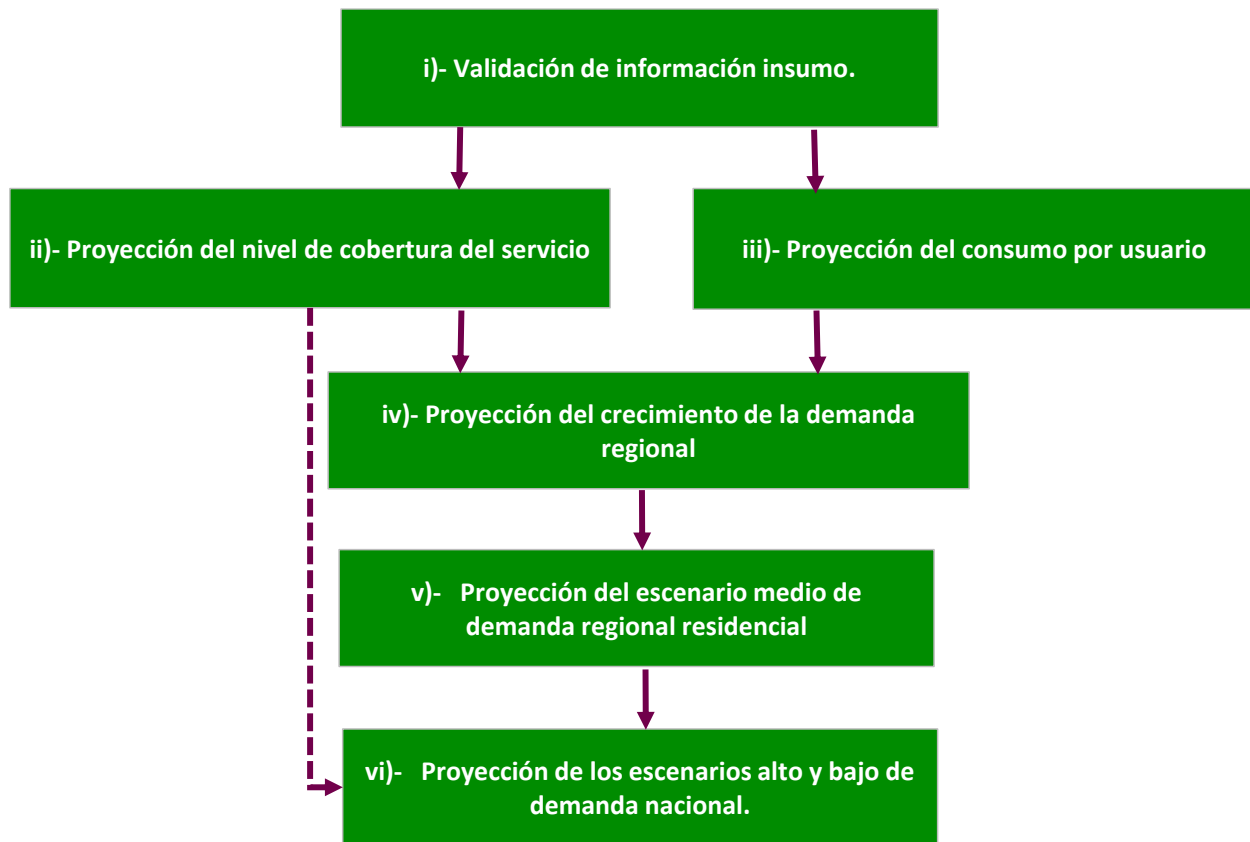 i)- Validación de información insumo.
ii)- Proyección del nivel de cobertura del servicio
iii)- Proyección del consumo por usuario
iv)- Proyección del crecimiento de la demanda
regional
v)- Proyección del escenario medio de
demanda regional residencial
vi)- Proyección de los escenarios alto y bajo de
demanda nacional.